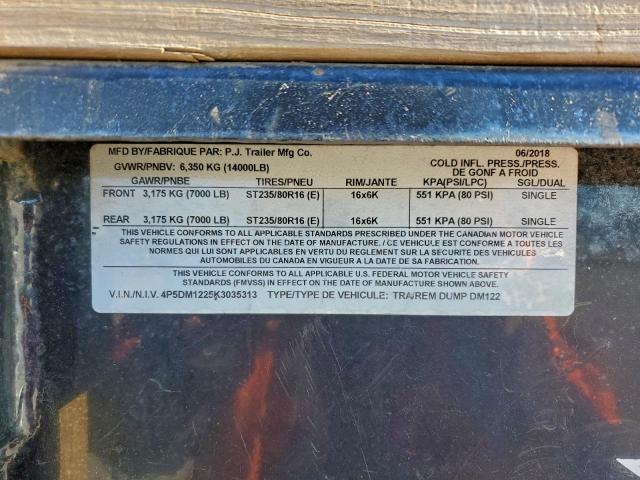 MFD BY/FABRIQUE PAR: P.J. Trailer Mfg Co. 06/2018
GVWR/PNBV: 6,350 KG (14000LB) COLD INFL. PRESS./PRESS. DE GONF A FROID
GAWR/PNBE TIRES/PNEU RIM/JANTE KPA(PSI/LPC) SGL/DUAL
FRONT 3,175 KG (7000 LB) ST235/80R16 (E) 16x6K 551 KPA (80 PSI) SINGLE
REAR 3,175 KG (7000 LB) ST235/80R16 (E) 16x6K 551 KPA (80 PSI) SINGLE
THIS VEHICLE CONFORMS TO ALL APPLICABLE STANDARDS PRESCRIBED UNDER THE CANADIAN MOTOR VEHICLE
SAFETY REGULATIONS IN EFFECT ON THE DATE OF MANUFACTURE. / CE VEHICULE EST CONFORME A TOUTES LES
NORMES QUI LUI SONT APPLICABLES EN VERTU DU REGLEMENT SUR LA SECURITE DES VEHICULES
AUTOMOBILES DU CANADA EN VIGUEUR A LA DATE DE SA FABRICATION.
THIS VEHICLE CONFORMS TO ALL APPLICABLE U.S. FEDERAL MOTOR VEHICLE SAFETY
STANDARDS (FMVSS) IN EFFECT ON THE DATE OF MANUFACTURE.
V.I.N./N.I.V. 4P5DM1225K3035313 TYPE/TYPE DE VEHICULE: TRA/REM DUMP DM122